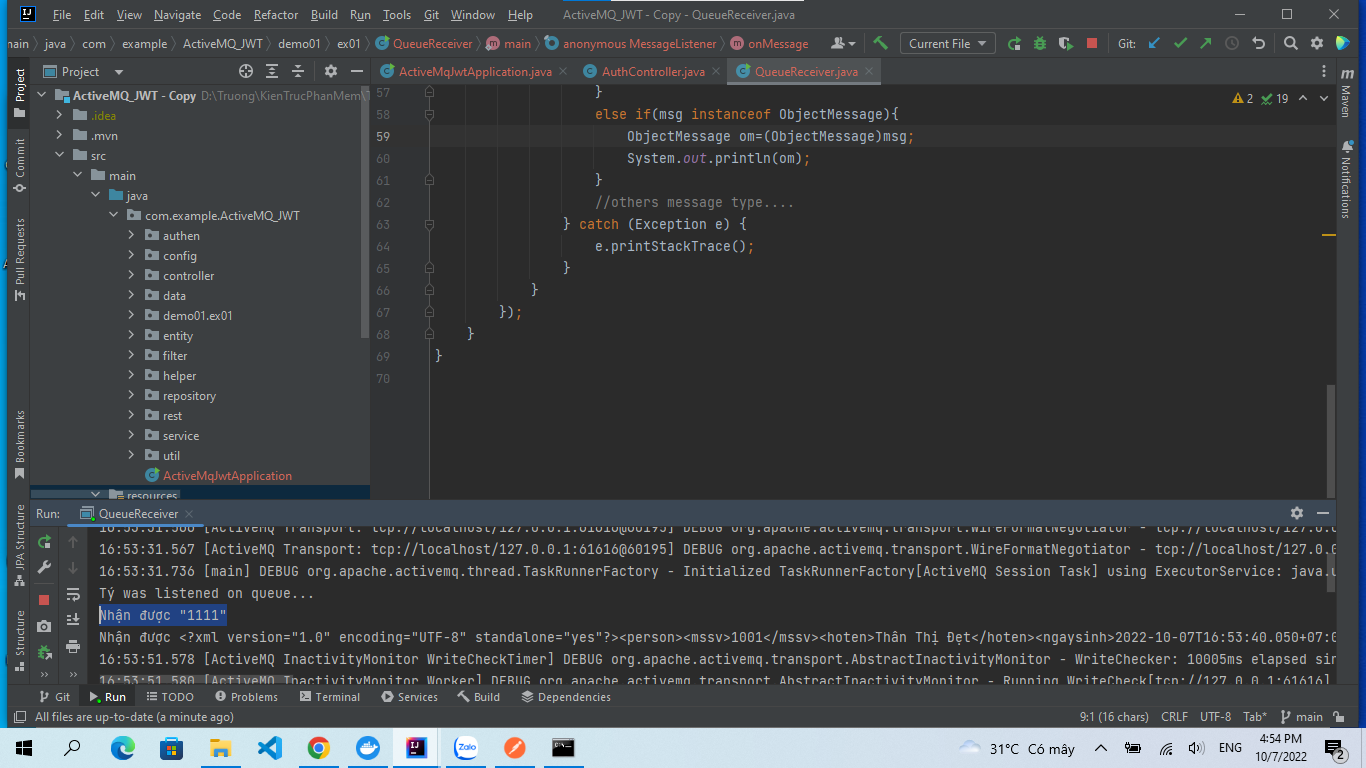 File Edit View Navigate Code Refactor Build Run Tools Git Window Help ActiveMQ_JWT - Copy - QueueReceiver.java
main java com example ActiveMQ_JWT demo01 ex01 QueueReceiver main anonymous MessageListener onMessage Current File Git:
Project
ActiveMqJwtApplication.java AuthController.java QueueReceiver.java
ActiveMQ_JWT - Copy D:\Truong\KienTrucPhanMem\T
.idea
.mvn
src
main
java
com.example.ActiveMQ_JWT
authen
config
controller
data
demo01.ex01
entity
filter
helper
repository
rest
service
util
ActiveMqJwtApplication
resources
2 19
57 }
58 else if(msg instanceof ObjectMessage){
59 ObjectMessage om=(ObjectMessage)msg;
60 System.out.println(om);
61 }
62 //others message type....
63 } catch (Exception e) {
64 e.printStackTrace();
65 }
66 }
67 });
68 }
69 }
70
Project
Commit
Pull Requests
Bookmarks
JPA Structure
Structure
Maven
Notifications
Run: QueueReceiver
16:53:31.566 [ActiveMQ Transport: tcp://localhost/127.0.0.1:61616@60195] DEBUG org.apache.activemq.transport.WireFormatNegotiator - tcp://localhost/127.0.0
16:53:31.567 [ActiveMQ Transport: tcp://localhost/127.0.0.1:61616@60195] DEBUG org.apache.activemq.transport.WireFormatNegotiator - tcp://localhost/127.0.0
16:53:31.736 [main] DEBUG org.apache.activemq.thread.TaskRunnerFactory - Initialized TaskRunnerFactory[ActiveMQ Session Task] using ExecutorService: java.u
Tý was listened on queue...
Nhận được "1111"
Nhận được <?xml version="1.0" encoding="UTF-8" standalone="yes"?><person><mssv>1001</mssv><hoten>Thân Thị Đẹt</hoten><ngaysinh>2022-10-07T16:53:40.050+07:0
16:53:51.578 [ActiveMQ InactivityMonitor WriteCheckTimer] DEBUG org.apache.activemq.transport.AbstractInactivityMonitor - WriteChecker: 10005ms elapsed sin
16:53:51.580 [ActiveMQ InactivityMonitor Worker] DEBUG org.apache.activemq.transport.AbstractInactivityMonitor - Running WriteCheck[tcp://127.0.0.1:61616]
Git Run TODO Problems Terminal Services Build Dependencies
All files are up-to-date (a minute ago) 9:1 (16 chars) CRLF UTF-8 Tab* main
Zalo 31°C Có mây ENG 4:54 PM
10/7/2022 2